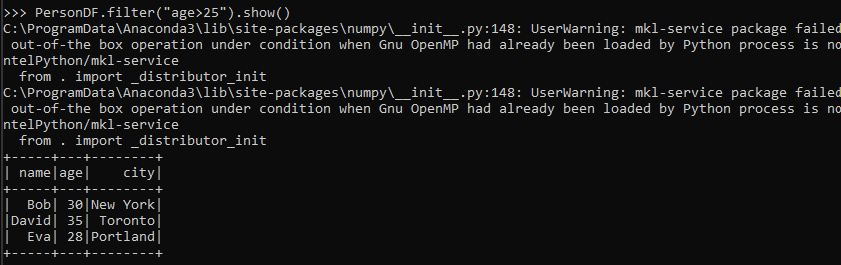 >>> PersonDF.filter("age>25").show()
C:\ProgramData\Anaconda3\lib\site-packages\numpy\__init__.py:148: UserWarning: mkl-service package failed
 out-of-the box operation under condition when Gnu OpenMP had already been loaded by Python process is no
ntelPython/mkl-service
  from . import _distributor_init
C:\ProgramData\Anaconda3\lib\site-packages\numpy\__init__.py:148: UserWarning: mkl-service package failed
 out-of-the box operation under condition when Gnu OpenMP had already been loaded by Python process is no
ntelPython/mkl-service
  from . import _distributor_init
+-----+---+--------+
| name|age|    city|
+-----+---+--------+
|  Bob| 30|New York|
|David| 35| Toronto|
|  Eva| 28|Portland|
+-----+---+--------+